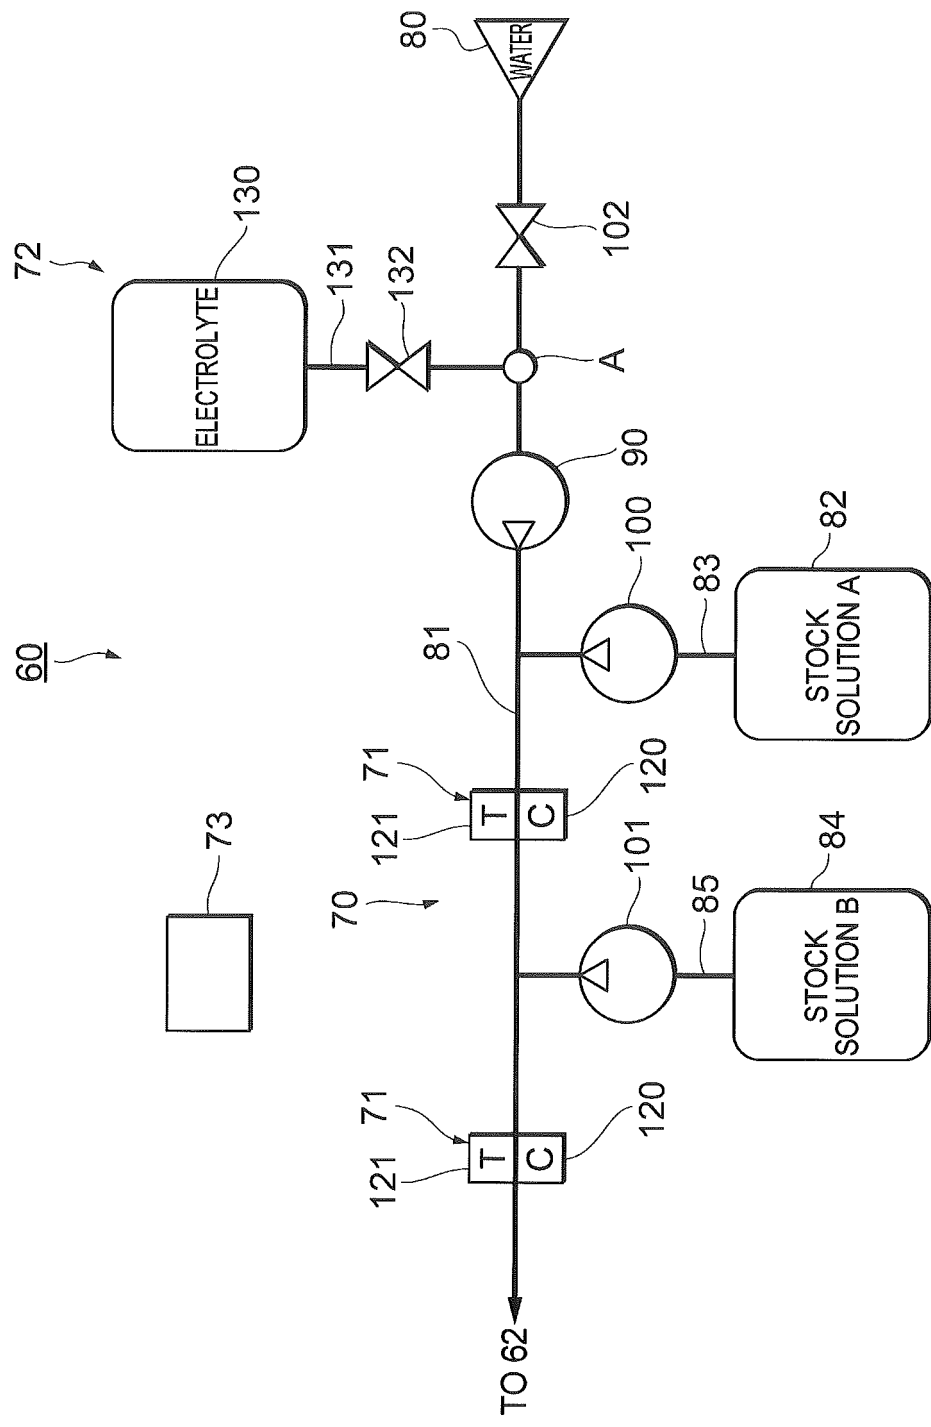 60
72
73
ELECTROLYTE
130
131
132
WATER
80
102
A
90
81
100
83
82
STOCK
SOLUTION A
70
71
121
T
C
120
101
85
84
STOCK
SOLUTION B
71
121
T
C
120
TO 62